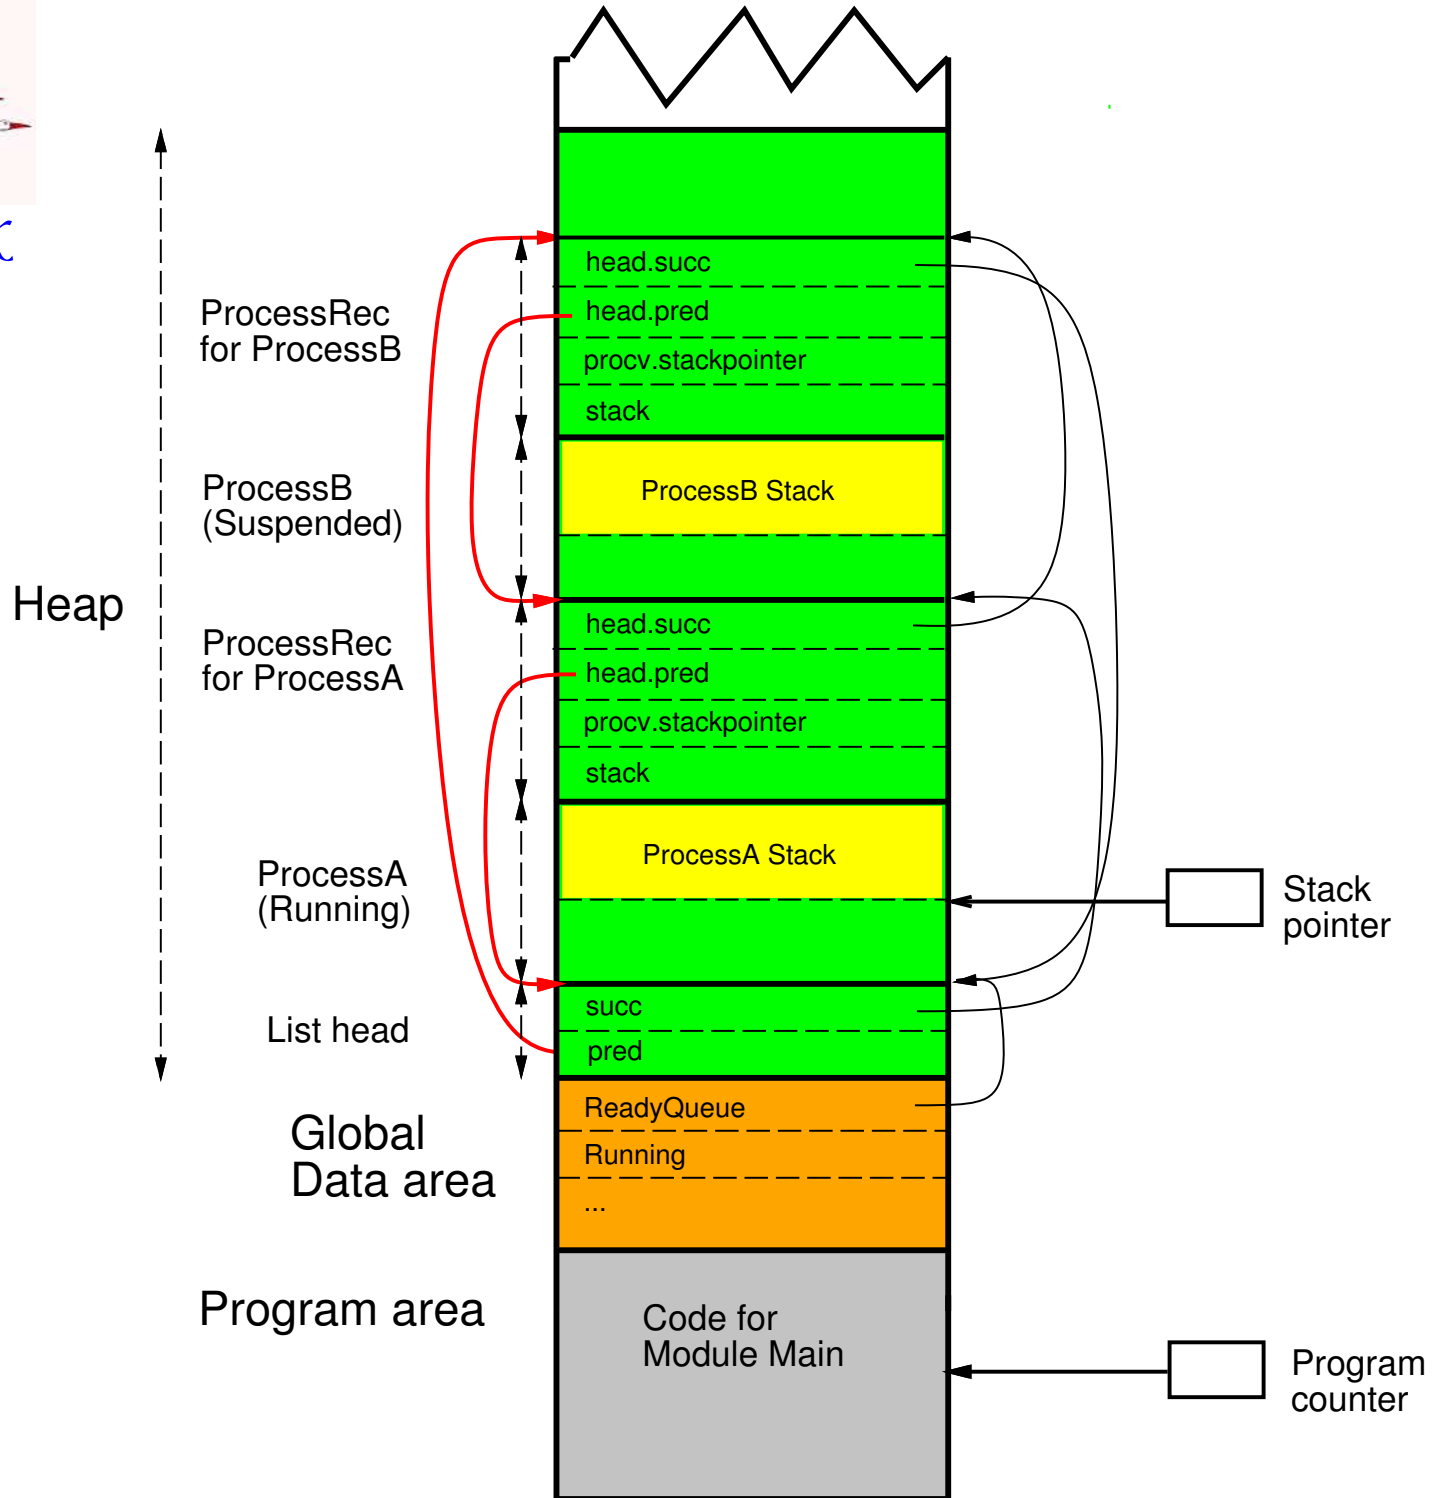 head.succ
ProcessRec
for ProcessB
head.pred
procv.stackpointer
stack
ProcessB
(Suspended)
ProcessB Stack
Heap
head.succ
ProcessRec
for ProcessA
head.pred
procv.stackpointer
stack
ProcessA Stack
ProcessA
(Running)
Stack
pointer
succ
List head
pred
Global
Data area
ReadyQueue
Running
...
Program area
Code for
Module Main
Program
counter